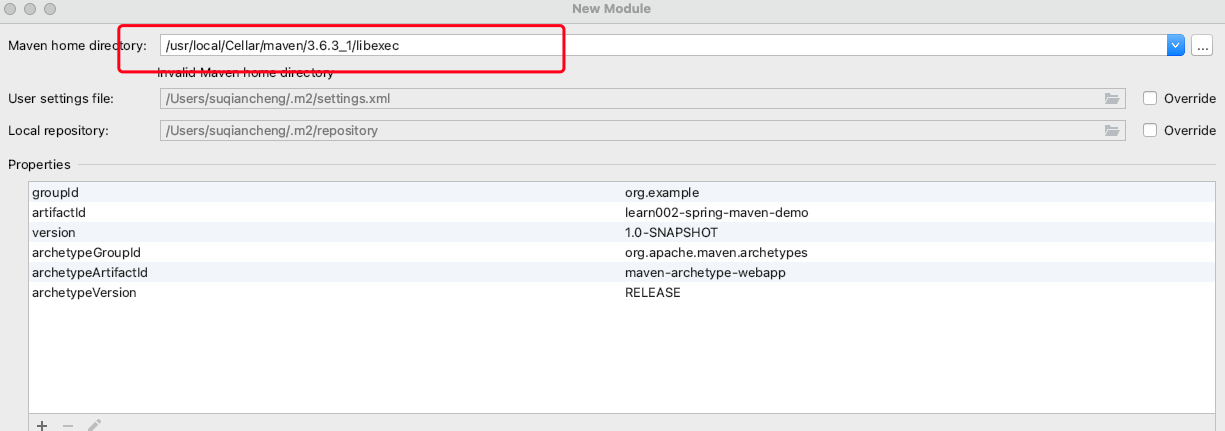 New Module
Maven home directory: /usr/local/Cellar/maven/3.6.3_1/libexec ...
Invalid Maven home directory
User settings file: /Users/suqiancheng/.m2/settings.xml Override
Local repository: /Users/suqiancheng/.m2/repository Override
Properties
groupId org.example
artifactId learn002-spring-maven-demo
version 1.0-SNAPSHOT
archetypeGroupId org.apache.maven.archetypes
archetypeArtifactId maven-archetype-webapp
archetypeVersion RELEASE